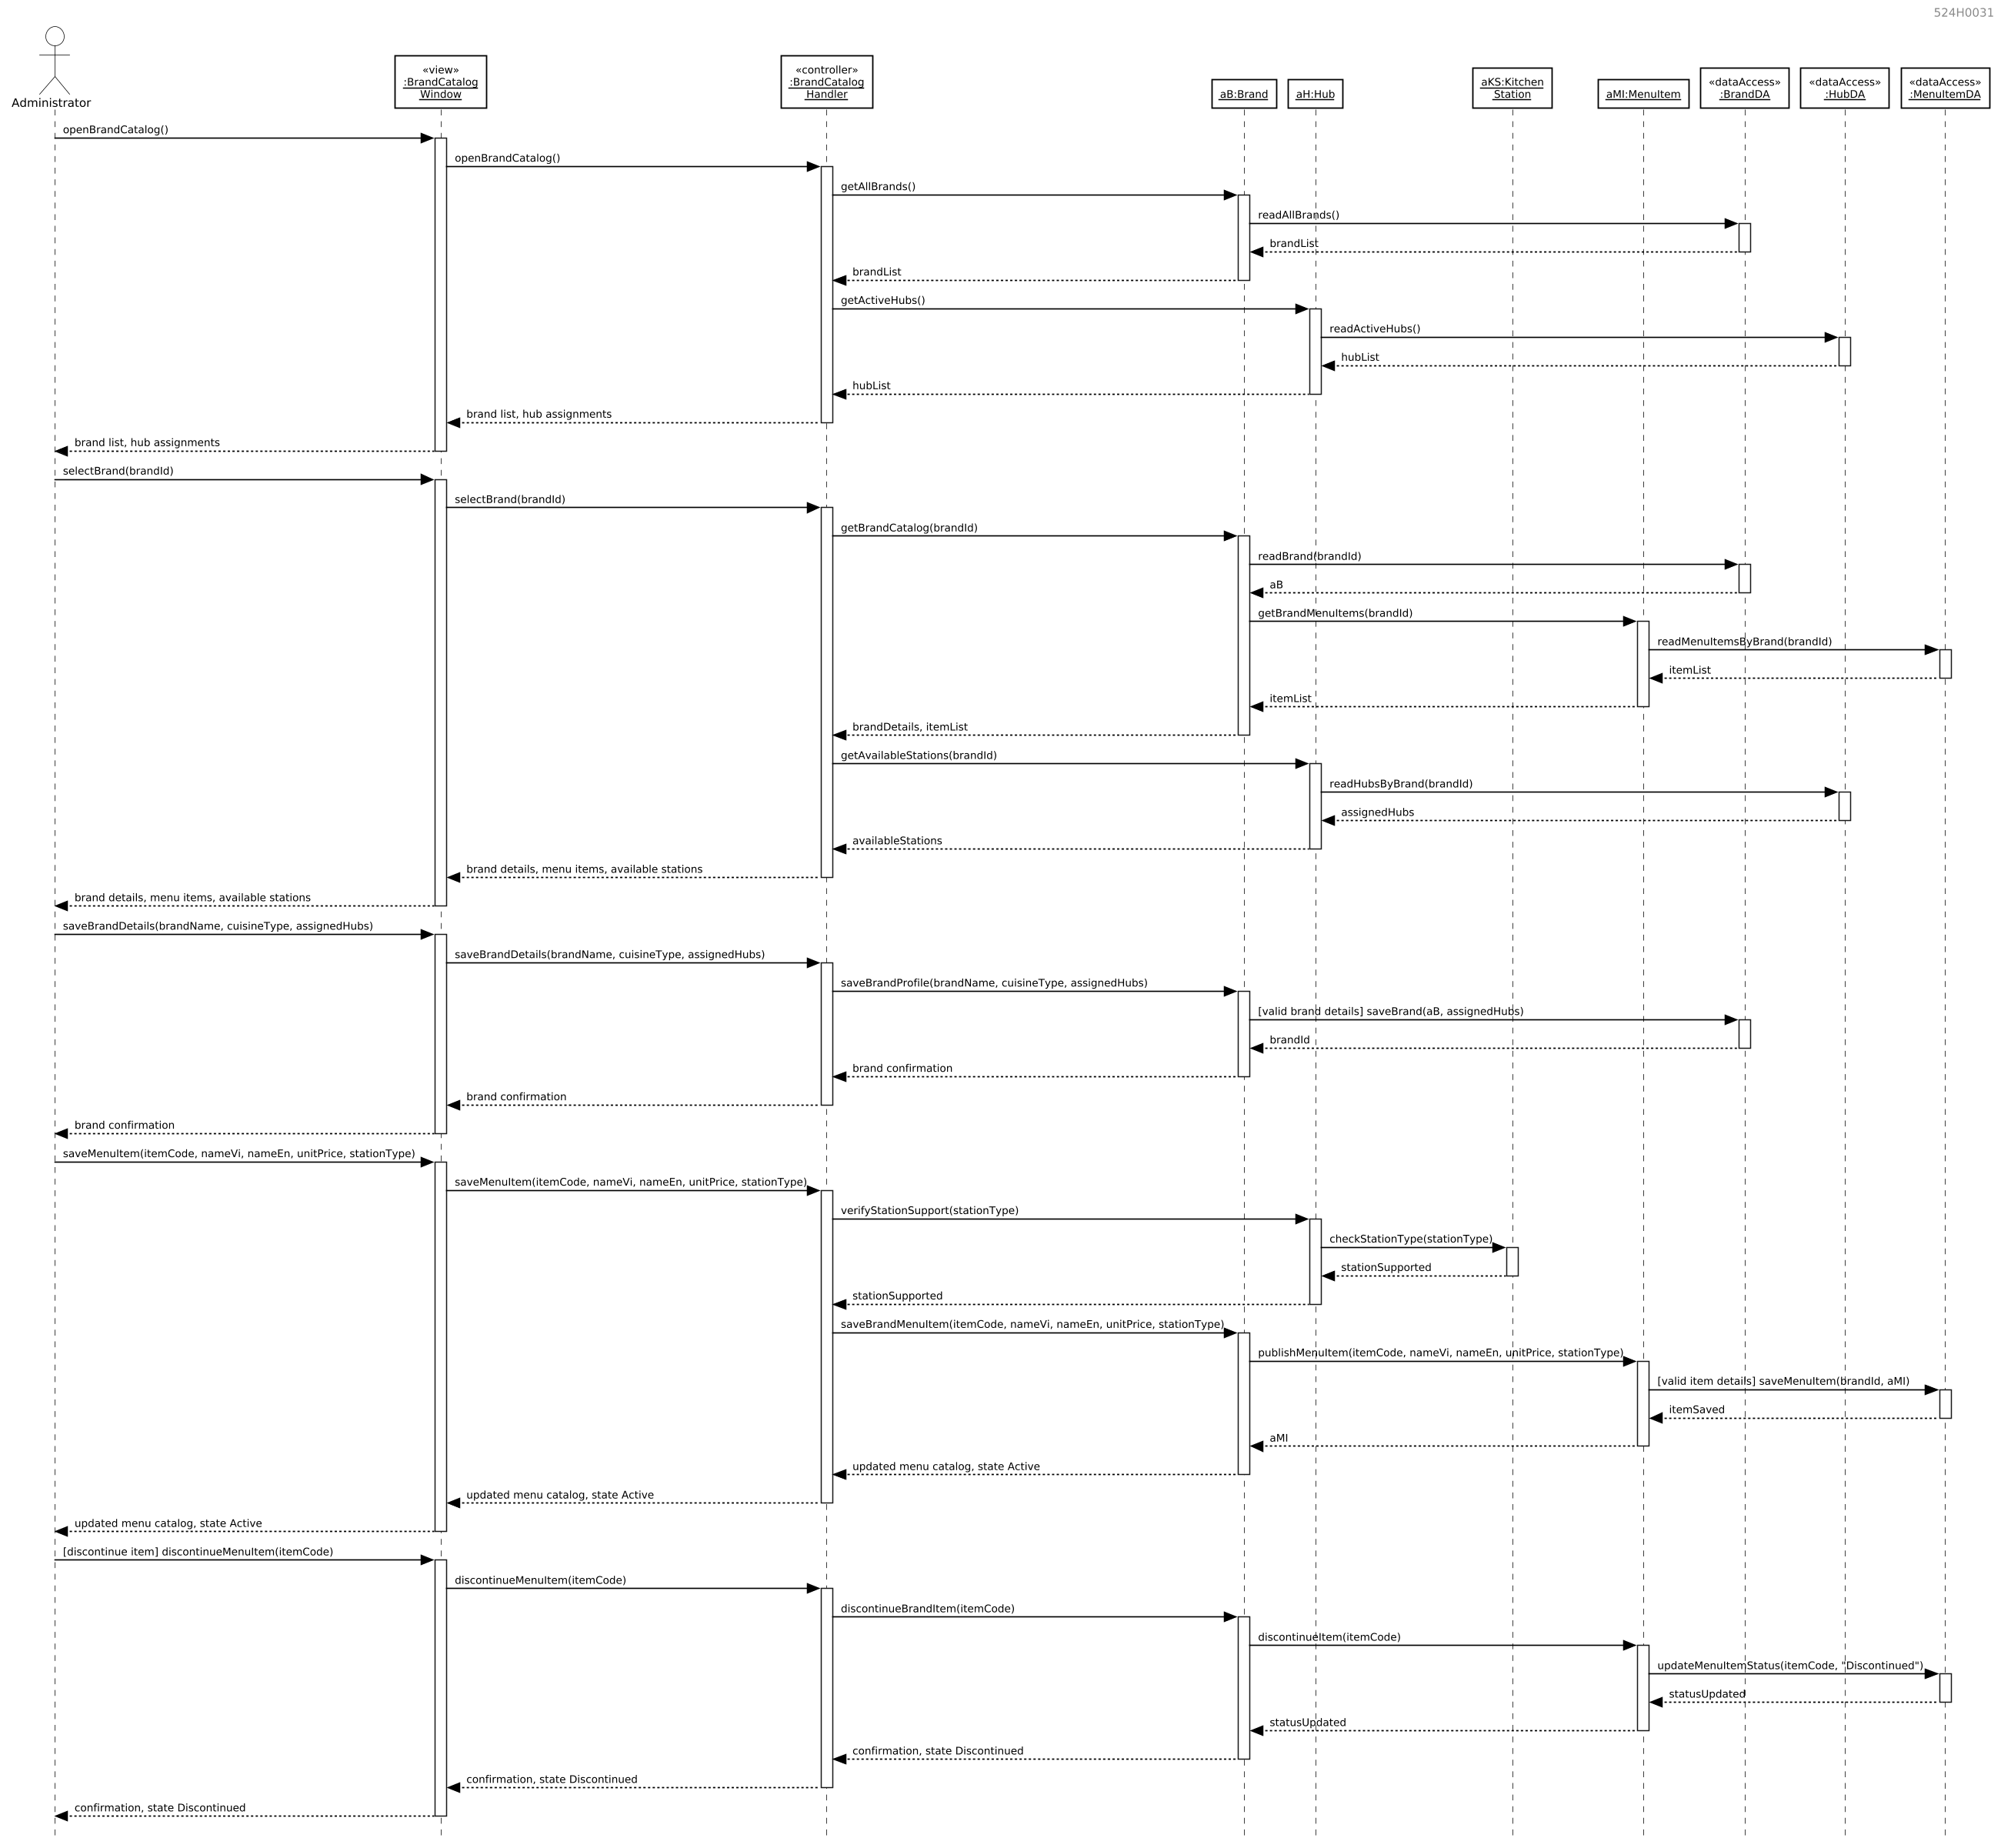 524H0031
Administrator
«view»
:BrandCatalog
Window
«controller»
:BrandCatalog
Handler
aB:Brand
aH:Hub
aKS:Kitchen
Station
aMI:MenuItem
«dataAccess»
:BrandDA
«dataAccess»
:HubDA
«dataAccess»
:MenuItemDA
openBrandCatalog()
openBrandCatalog()
getAllBrands()
readAllBrands()
brandList
brandList
getActiveHubs()
readActiveHubs()
hubList
hubList
brand list, hub assignments
brand list, hub assignments
selectBrand(brandId)
selectBrand(brandId)
getBrandCatalog(brandId)
readBrand(brandId)
aB
getBrandMenuItems(brandId)
readMenuItemsByBrand(brandId)
itemList
itemList
brandDetails, itemList
getAvailableStations(brandId)
readHubsByBrand(brandId)
assignedHubs
availableStations
brand details, menu items, available stations
brand details, menu items, available stations
saveBrandDetails(brandName, cuisineType, assignedHubs)
saveBrandDetails(brandName, cuisineType, assignedHubs)
saveBrandProfile(brandName, cuisineType, assignedHubs)
[valid brand details] saveBrand(aB, assignedHubs)
brandId
brand confirmation
brand confirmation
brand confirmation
saveMenuItem(itemCode, nameVi, nameEn, unitPrice, stationType)
saveMenuItem(itemCode, nameVi, nameEn, unitPrice, stationType)
verifyStationSupport(stationType)
checkStationType(stationType)
stationSupported
stationSupported
saveBrandMenuItem(itemCode, nameVi, nameEn, unitPrice, stationType)
publishMenuItem(itemCode, nameVi, nameEn, unitPrice, stationType)
[valid item details] saveMenuItem(brandId, aMI)
itemSaved
aMI
updated menu catalog, state Active
updated menu catalog, state Active
updated menu catalog, state Active
[discontinue item] discontinueMenuItem(itemCode)
discontinueMenuItem(itemCode)
discontinueBrandItem(itemCode)
discontinueItem(itemCode)
updateMenuItemStatus(itemCode, "Discontinued")
statusUpdated
statusUpdated
confirmation, state Discontinued
confirmation, state Discontinued
confirmation, state Discontinued